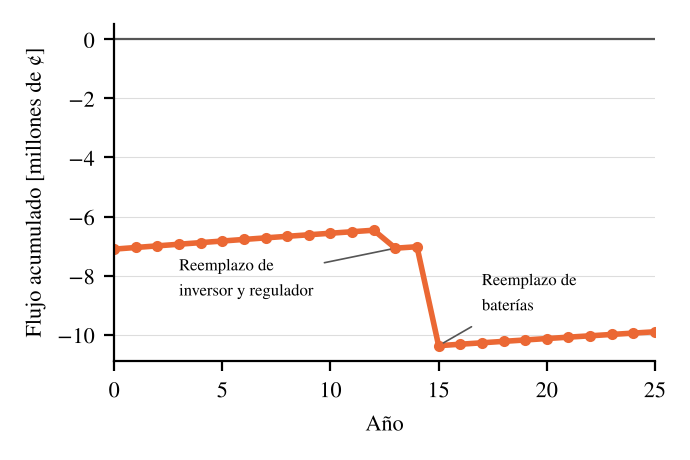 Flujo acumulado [millones de ₡]
0
−2
−4
−6
−8
−10
Reemplazo de
inversor y regulador
Reemplazo de
baterías
0 5 10 15 20 25
Año